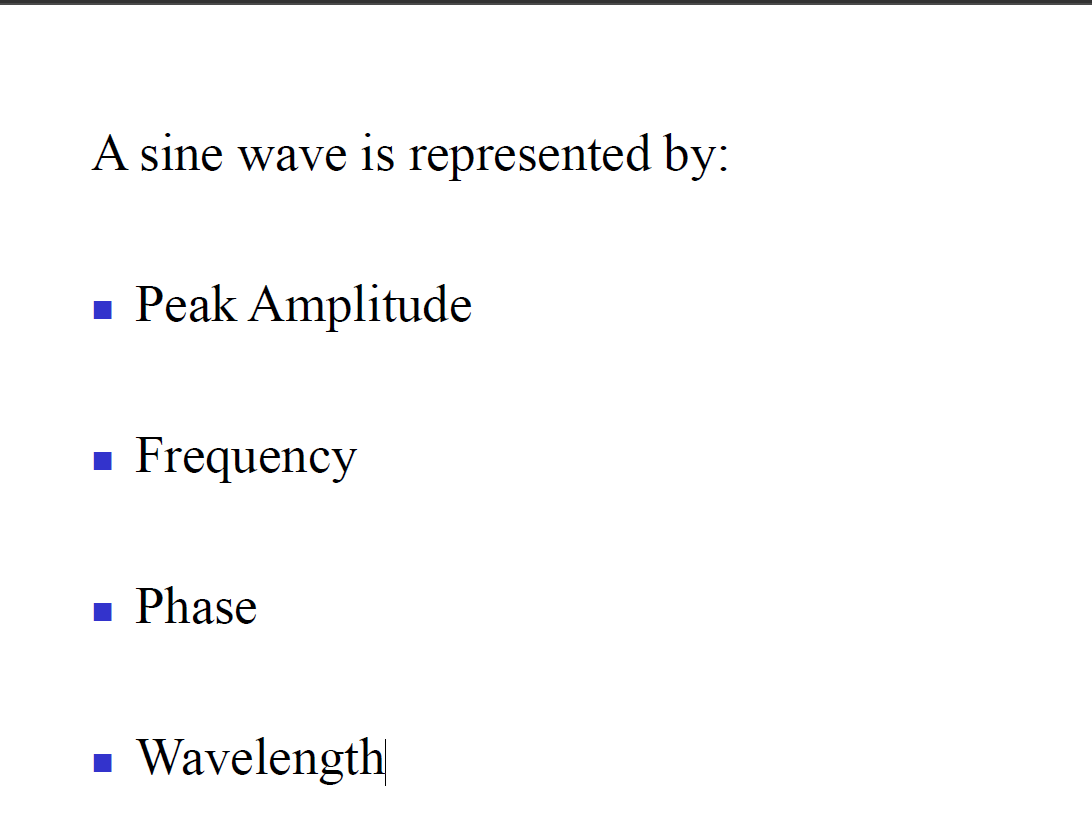 A sine wave is represented by:
■ Peak Amplitude
■ Frequency
■ Phase
■ Wavelength